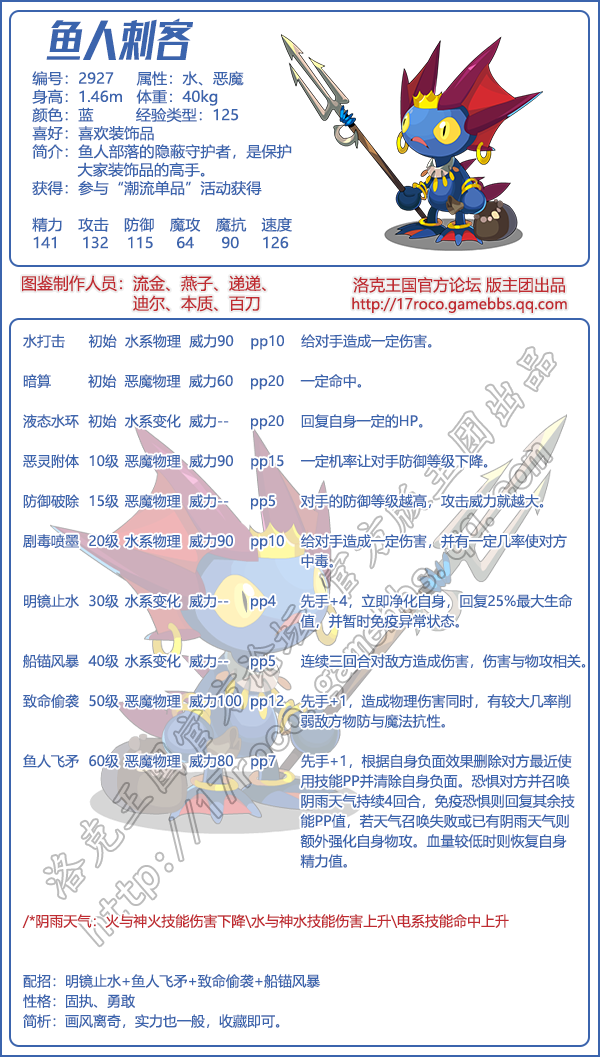 鱼人刺客
编号：2927 属性：水、恶魔
身高：1.46m 体重：40kg
颜色：蓝 经验类型：125
喜好：喜欢装饰品
简介：鱼人部落的隐蔽守护者，是保护
大家装饰品的高手。
获得：参与“潮流单品”活动获得
精力 攻击 防御 魔攻 魔抗 速度
141 132 115 64 90 126
图鉴制作人员：流金、燕子、递递、
迪尔、本质、百刀
洛克王国官方论坛 版主团出品
http://17roco.gamebbs.qq.com
水打击 初始 水系物理 威力90 pp10 给对手造成一定伤害。
暗算 初始 恶魔物理 威力60 pp20 一定命中。
液态水环 初始 水系变化 威力-- pp20 回复自身一定的HP。
恶灵附体 10级 恶魔物理 威力90 pp15 一定机率让对手防御等级下降。
防御破除 15级 恶魔物理 威力-- pp5 对手的防御等级越高，攻击威力就越大。
剧毒喷墨 20级 水系物理 威力90 pp10 给对手造成一定伤害，并有一定几率使对方
中毒。
明镜止水 30级 水系变化 威力-- pp4 先手+4，立即净化自身，回复25%最大生命
值，并暂时免疫异常状态。
船锚风暴 40级 水系变化 威力-- pp5 连续三回合对敌方造成伤害，伤害与物攻相关。
致命偷袭 50级 恶魔物理 威力100 pp12 先手+1，造成物理伤害同时，有较大几率削
弱敌方物防与魔法抗性。
鱼人飞矛 60级 恶魔物理 威力80 pp7 先手+1，根据自身负面效果删除对方最近使
用技能PP并清除自身负面。恐惧对方并召唤
阴雨天气持续4回合，免疫恐惧则回复其余技
能PP值，若天气召唤失败或已有阴雨天气则
额外强化自身物攻。血量较低时则恢复自身
精力值。
洛克王国官方论坛 版主团出品
http://17roco.gamebbs.qq.com
/*阴雨天气：火与神火技能伤害下降\水与神水技能伤害上升\电系技能命中上升
配招：明镜止水+鱼人飞矛+致命偷袭+船锚风暴
性格：固执、勇敢
简析：画风离奇，实力也一般，收藏即可。